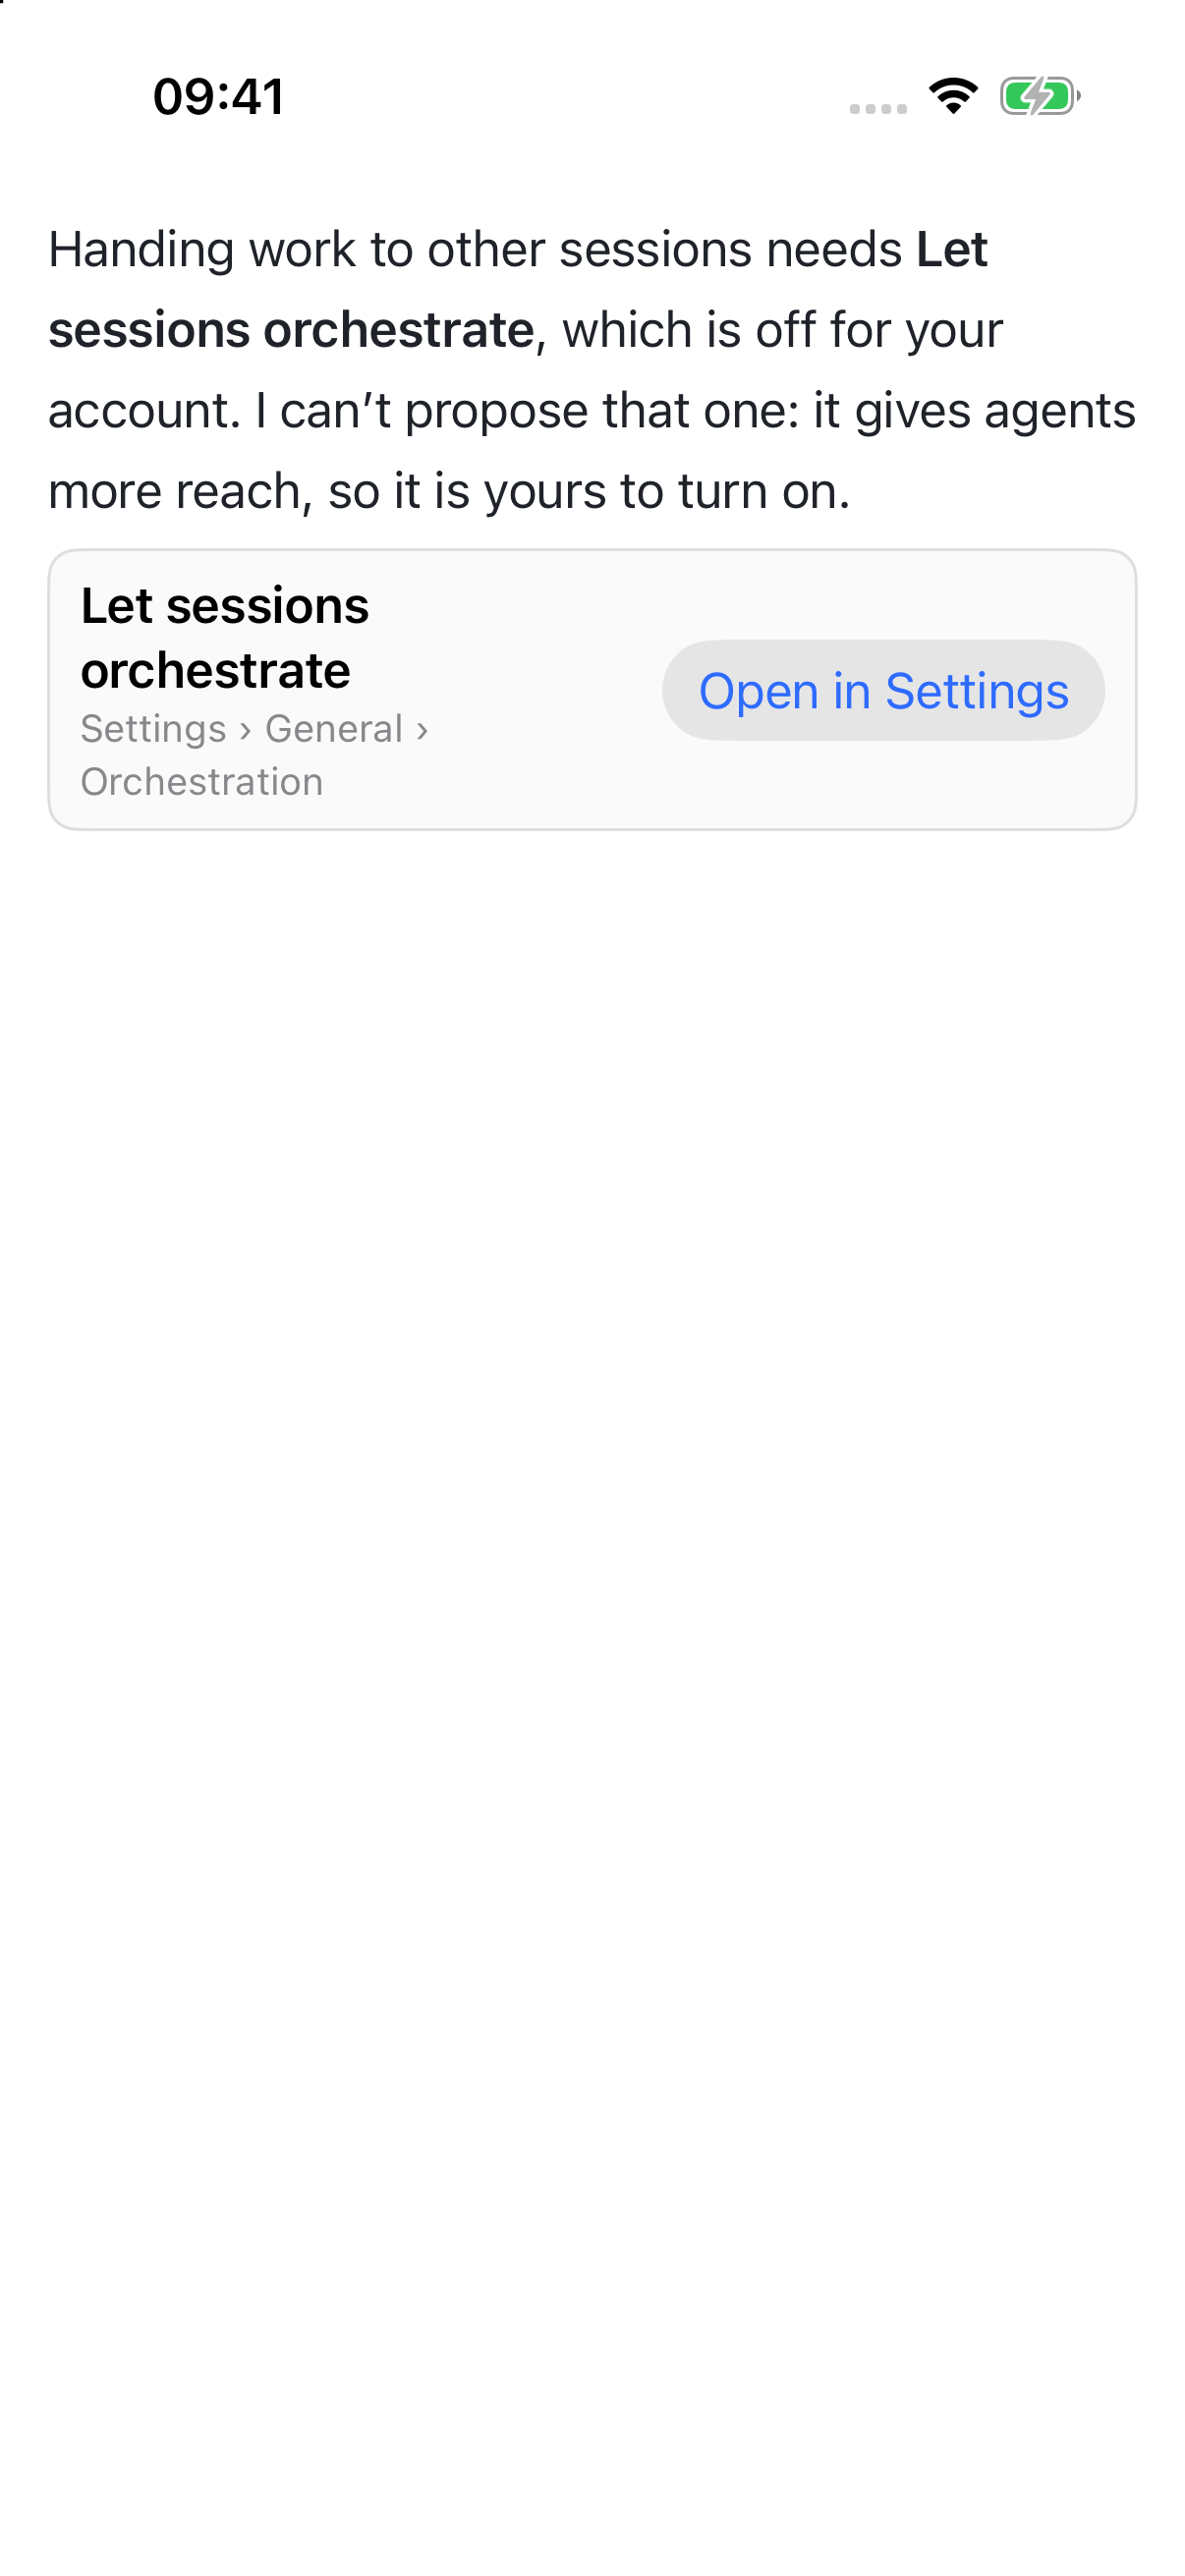 09:41
Handing work to other sessions needs Let
sessions orchestrate, which is off for your
account. I can’t propose that one: it gives agents
more reach, so it is yours to turn on.
Let sessions
orchestrate
Settings › General ›
Orchestration
Open in Settings